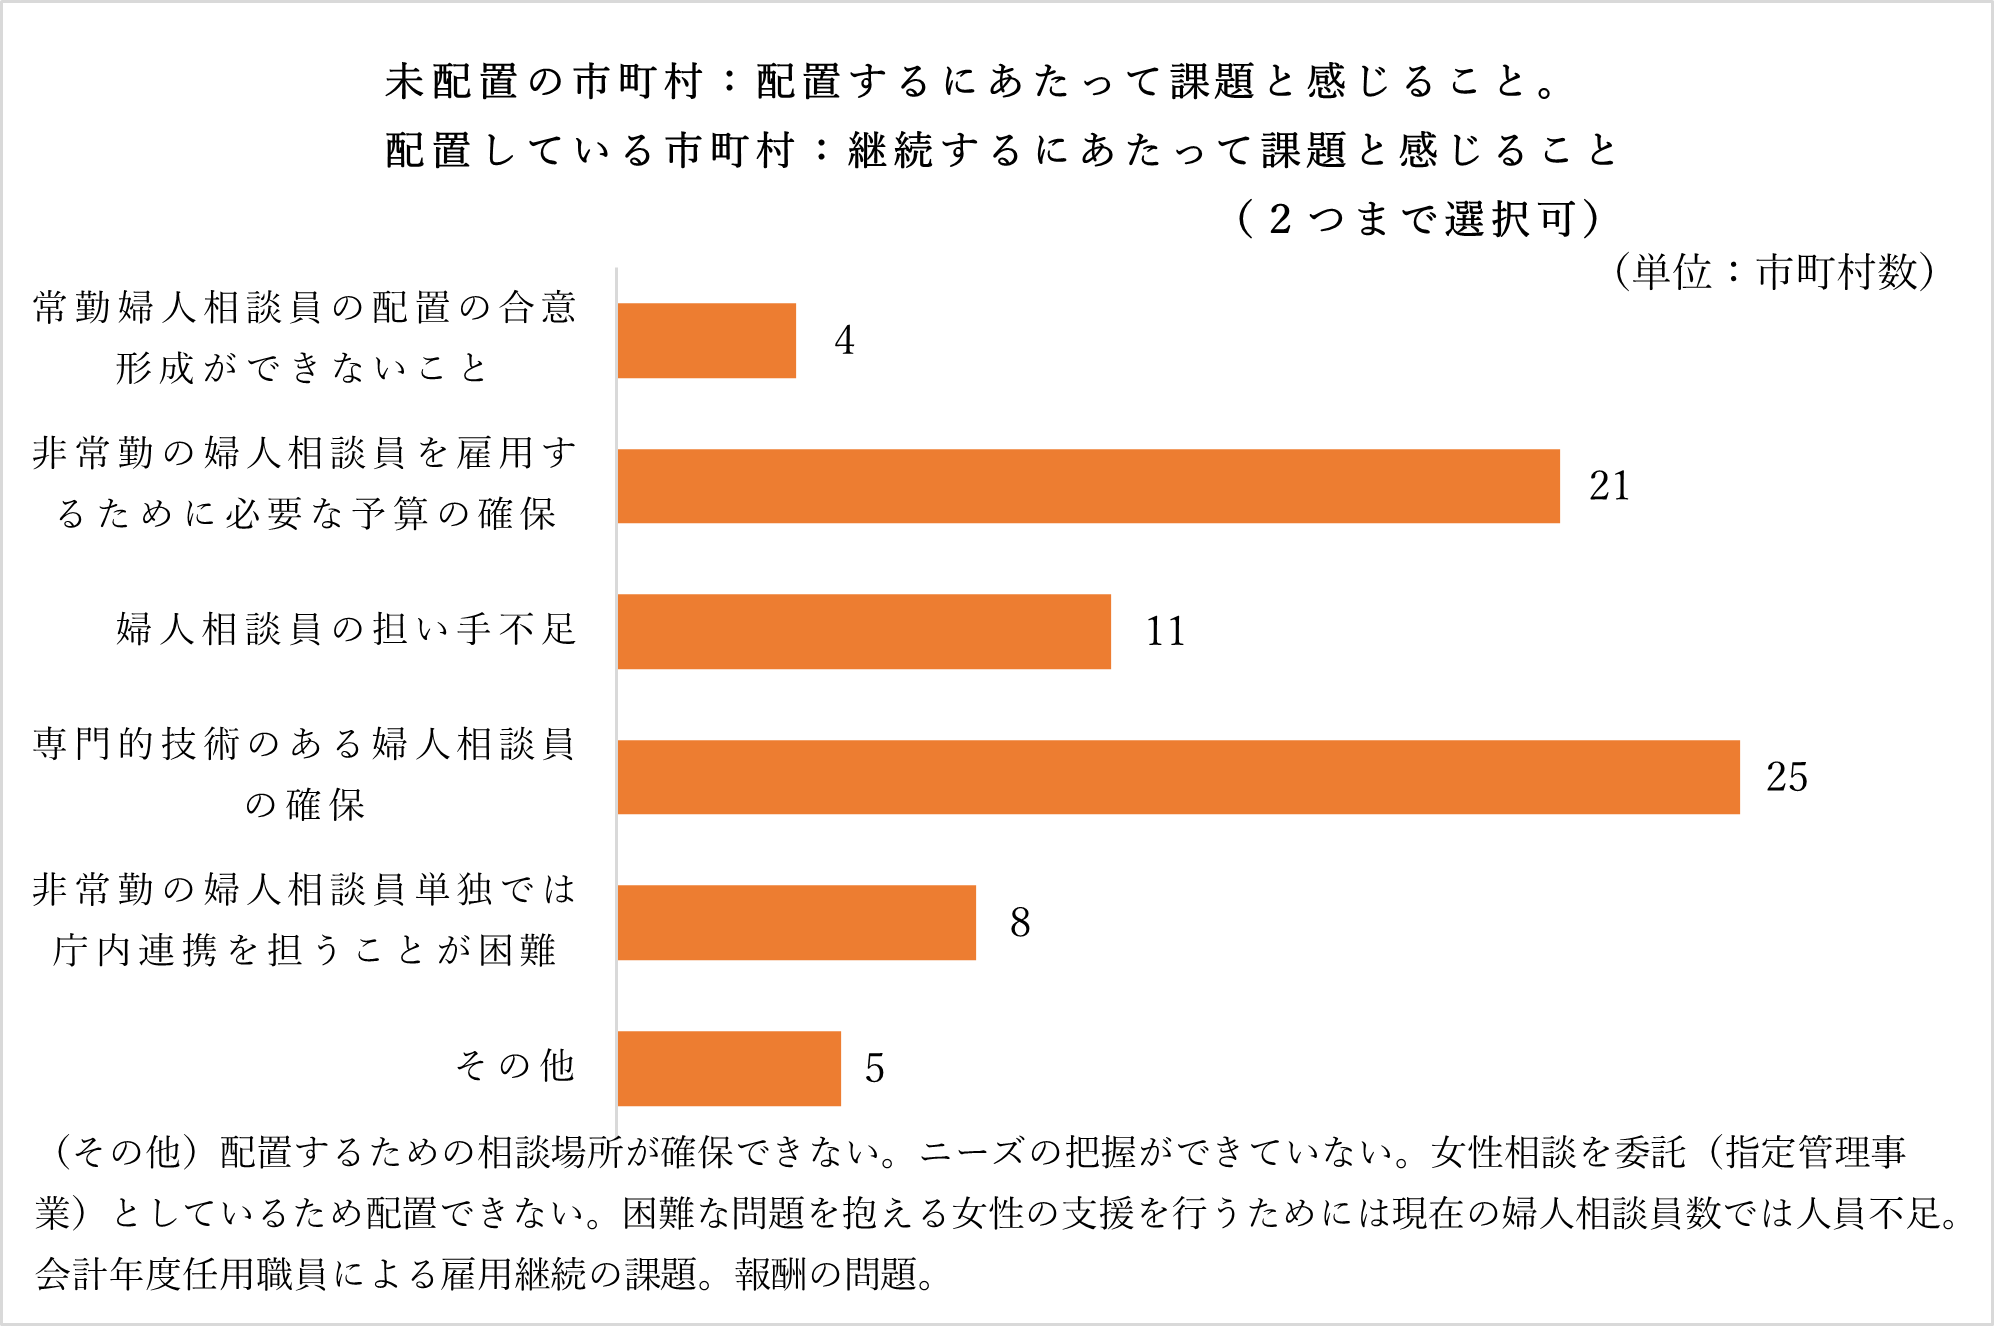 未配置の市町村：配置するにあたって課題と感じること。
配置している市町村：継続するにあたって課題と感じること
（２つまで選択可）
（単位：市町村数）
常勤婦人相談員の配置の合意
形成ができないこと
4
非常勤の婦人相談員を雇用す
るために必要な予算の確保
21
婦人相談員の担い手不足
11
専門的技術のある婦人相談員
の確保
25
非常勤の婦人相談員単独では
庁内連携を担うことが困難
8
その他
5
（その他）配置するための相談場所が確保できない。ニーズの把握ができていない。女性相談を委託（指定管理事
業）としているため配置できない。困難な問題を抱える女性の支援を行うためには現在の婦人相談員数では人員不足。
会計年度任用職員による雇用継続の課題。報酬の問題。